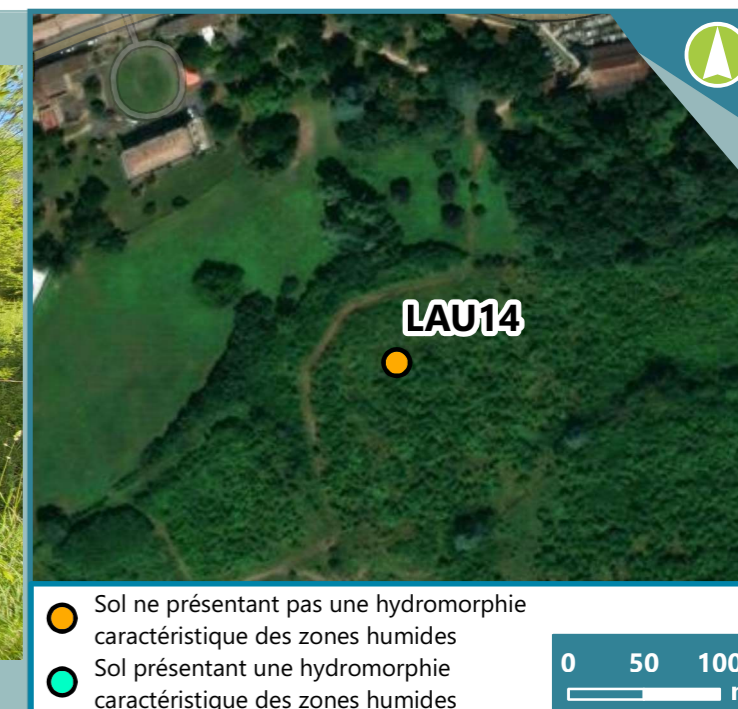 LAU14
Sol ne présentant pas une hydromorphie
caractéristique des zones humides
Sol présentant une hydromorphie
caractéristique des zones humides
0 50 100